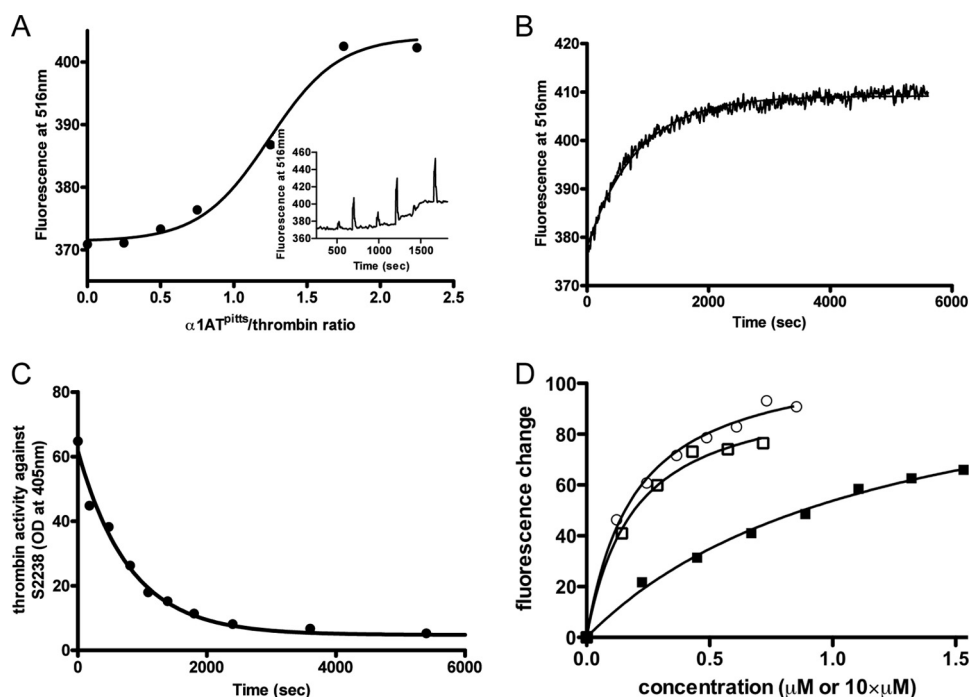 A
Fluorescence at 516nm
400
390
380
370
0.0 0.5 1.0 1.5 2.0 2.5
α1ATpitts/thrombin ratio
Fluorescence at 516mm
460
440
420
400
380
360
500 1000 1500
Time (sec)
B
Fluorescence at 516nm
420
410
400
390
380
370
0 2000 4000 6000
Time (sec)
C
thrombin activity against
S2238 (OD at 405nm)
80
60
40
20
0
0 2000 4000 6000
Time (sec)
D
fluorescence change
100
80
60
40
20
0
0.0 0.5 1.0 1.5
concentration (μM or 10×μM)